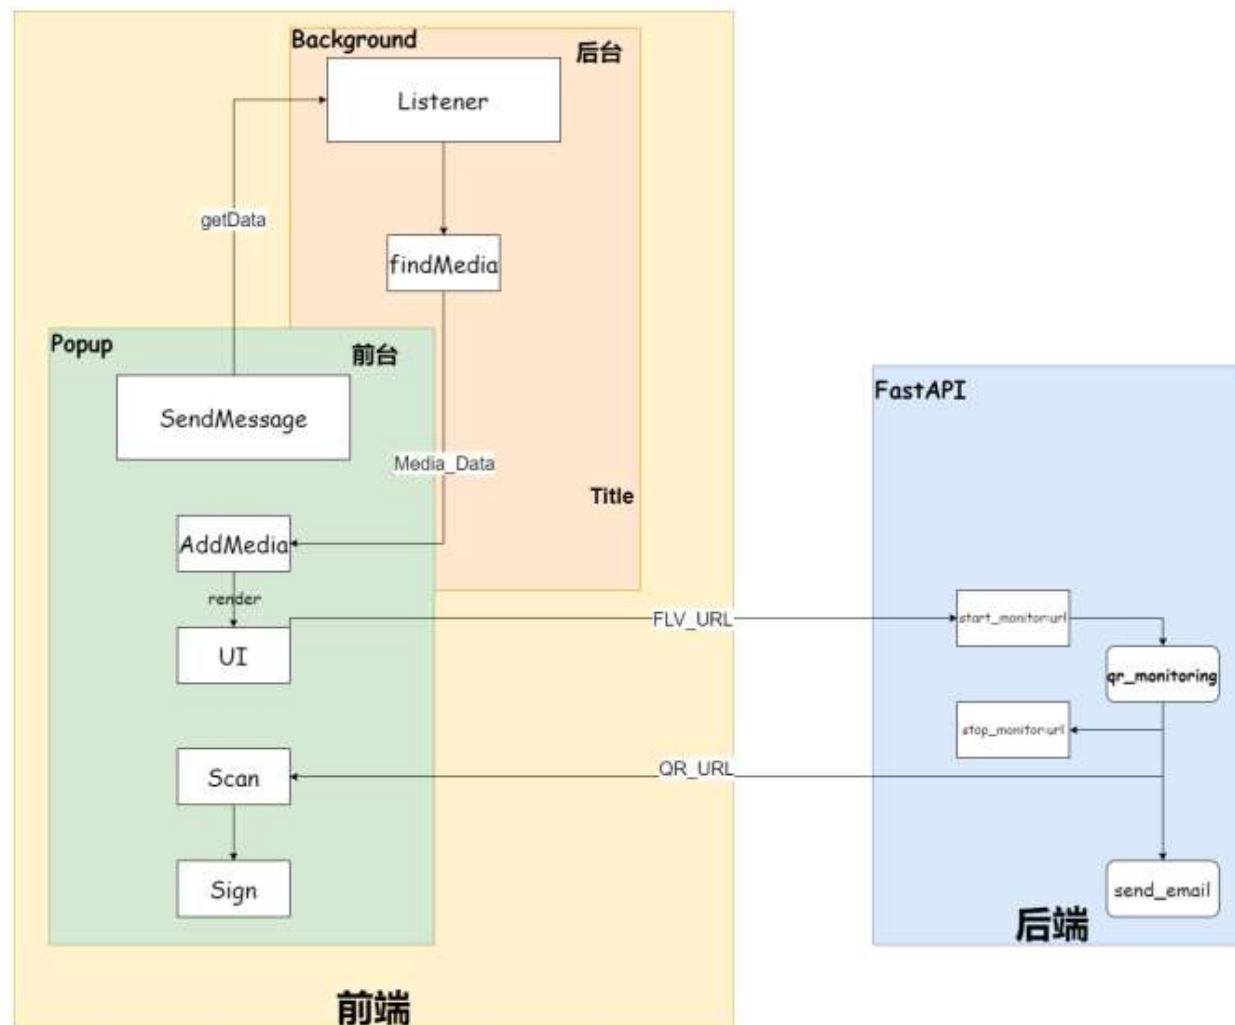 Background
后台
Listener
getData
findMedia
Popup
前台
SendMessage
Media_Data
Title
AddMedia
render
UI
FLV_URL
Scan
QR_URL
Sign
前端
FastAPI
start_monitor:url
qr_monitoring
stop_monitor:url
send_email
后端